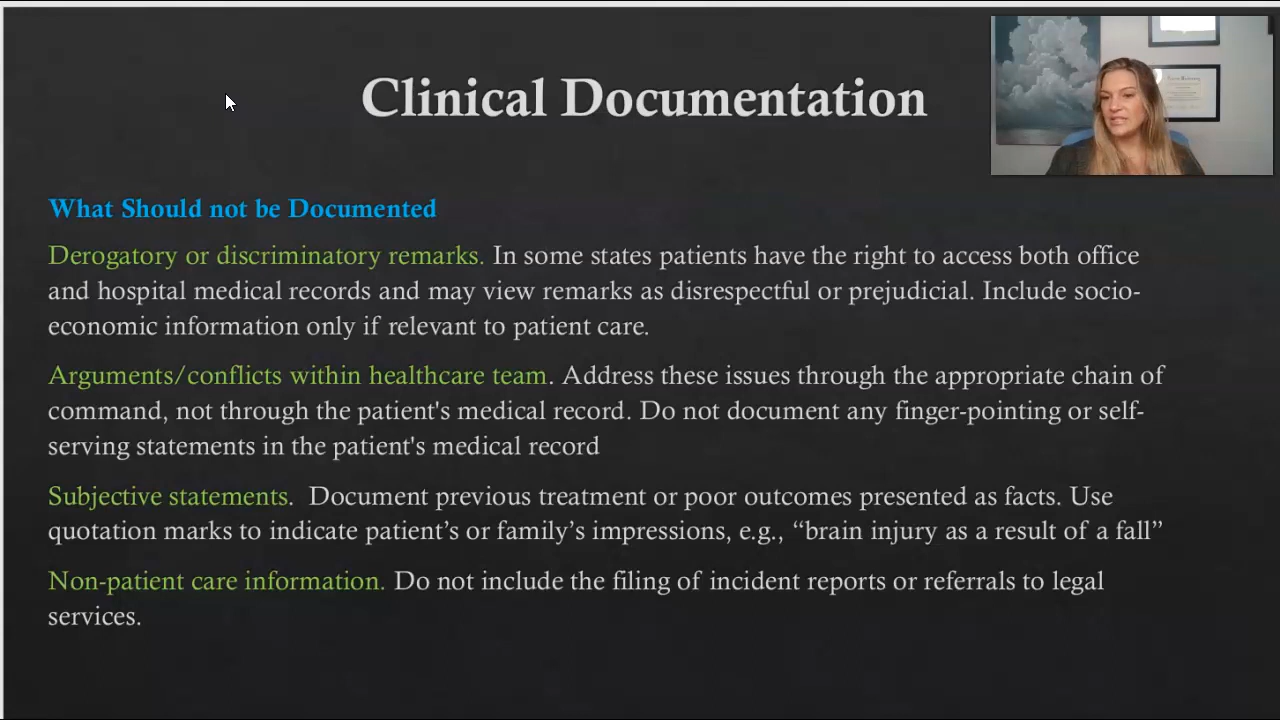 Clinical Documentation
What Should not be Documented
Derogatory or discriminatory remarks. In some states patients have the right to access both office
and hospital medical records and may view remarks as disrespectful or prejudicial. Include socio-
economic information only if relevant to patient care.
Arguments/conflicts within healthcare team. Address these issues through the appropriate chain of
command, not through the patient's medical record. Do not document any finger-pointing or self-
serving statements in the patient's medical record
Subjective statements.  Document previous treatment or poor outcomes presented as facts. Use
quotation marks to indicate patient’s or family’s impressions, e.g., “brain injury as a result of a fall”
Non-patient care information. Do not include the filing of incident reports or referrals to legal
services.